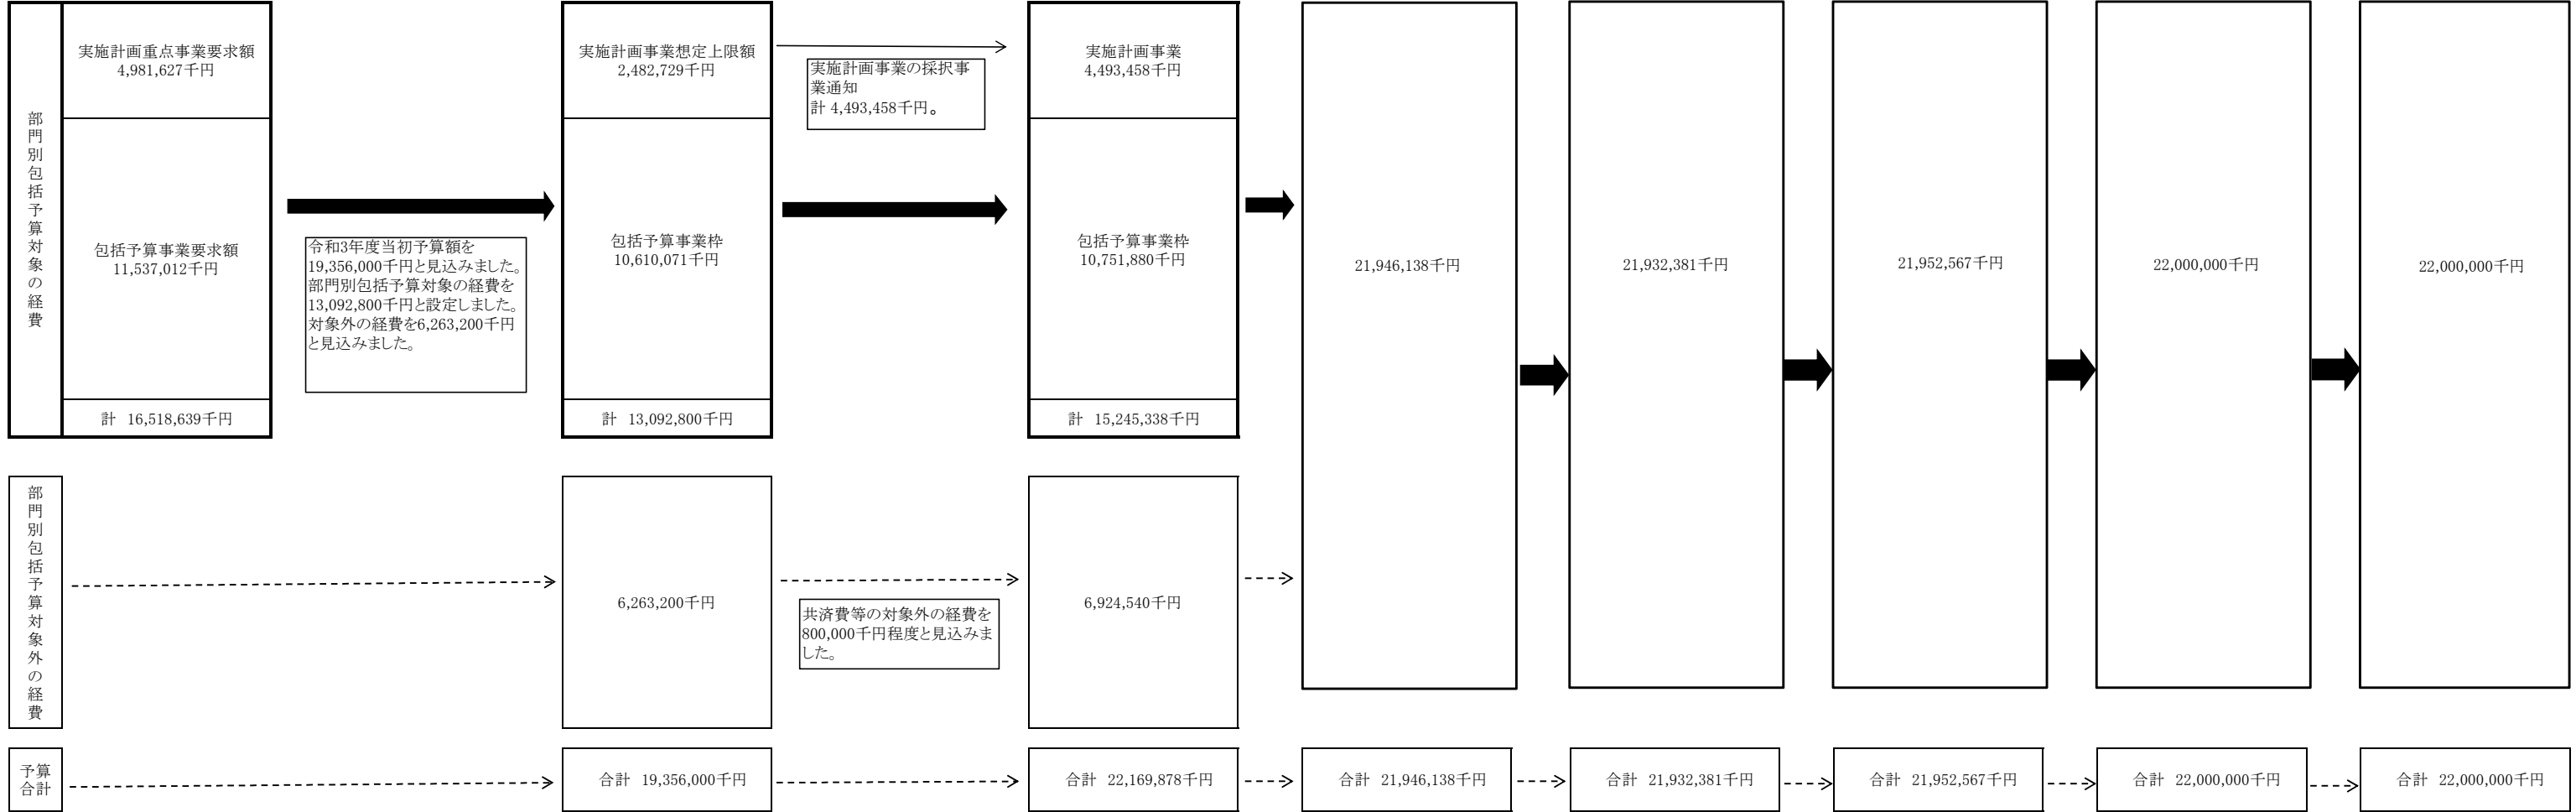 部門別包括予算対象の経費
実施計画重点事業要求額
4,981,627千円
包括予算事業要求額
11,537,012千円
計 16,518,639千円
令和3年度当初予算額を
19,356,000千円と見込みました。
部門別包括予算対象の経費を
13,092,800千円と設定しました。
対象外の経費を6,263,200千円
と見込みました。
実施計画事業想定上限額
2,482,729千円
包括予算事業枠
10,610,071千円
計 13,092,800千円
実施計画事業の採択事
業通知
計 4,493,458千円。
実施計画事業
4,493,458千円
包括予算事業枠
10,751,880千円
計 15,245,338千円
21,946,138千円
21,932,381千円
21,952,567千円
22,000,000千円
22,000,000千円
部門別包括予算対象外の経費
6,263,200千円
共済費等の対象外の経費を
800,000千円程度と見込みま
した。
6,924,540千円
予算
合計
合計 19,356,000千円
合計 22,169,878千円
合計 21,946,138千円
合計 21,932,381千円
合計 21,952,567千円
合計 22,000,000千円
合計 22,000,000千円